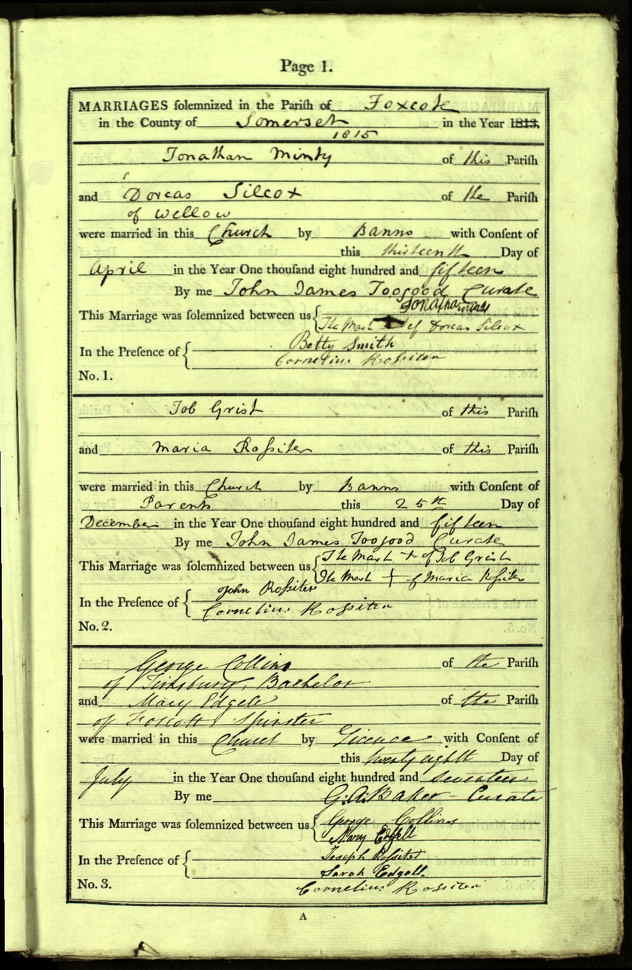 Page 1.
MARRIAGES solemnized in the Parish of Foxcote
in the County of Somerset in the Year 1813,
1815
Jonathan Minty of this Parish
and Dorcas Silcox of the Parish
of Wellow
were married in this Church by Banns with Consent of
this thirteenth Day of
April in the Year One thousand eight hundred and fifteen
By me John James Toogood Curate
This Marriage was solemnized between us Jonathan
The Mark of Dorcas Silcox
In the Presence of Betty Smith
Cornelius Rossiter
No. 1.
Job Grist of this Parish
and Maria Rossiter of this Parish
were married in this Church by Banns with Consent of
Parents this 25th Day of
December in the Year One thousand eight hundred and fifteen
By me John James Toogood Curate
This Marriage was solemnized between us The Mark + of Job Grist
The Mark + of Maria Rossiter
In the Presence of John Rossiter
Cornelius Rossiter
No. 2.
George Collins of the Parish
of Timsbury, Bachelor
and Mary Edgell of the Parish
of Foxcott Spinster
were married in this Church by Licence with Consent of
this twenty eighth Day of
July in the Year One thousand eight hundred and seventeen
By me G. A. Baker Curate
This Marriage was solemnized between us George Collins
Mary Edgell
In the Presence of Joseph Rossiter
Sarah Edgell
Cornelius Rossiter
No. 3.
A